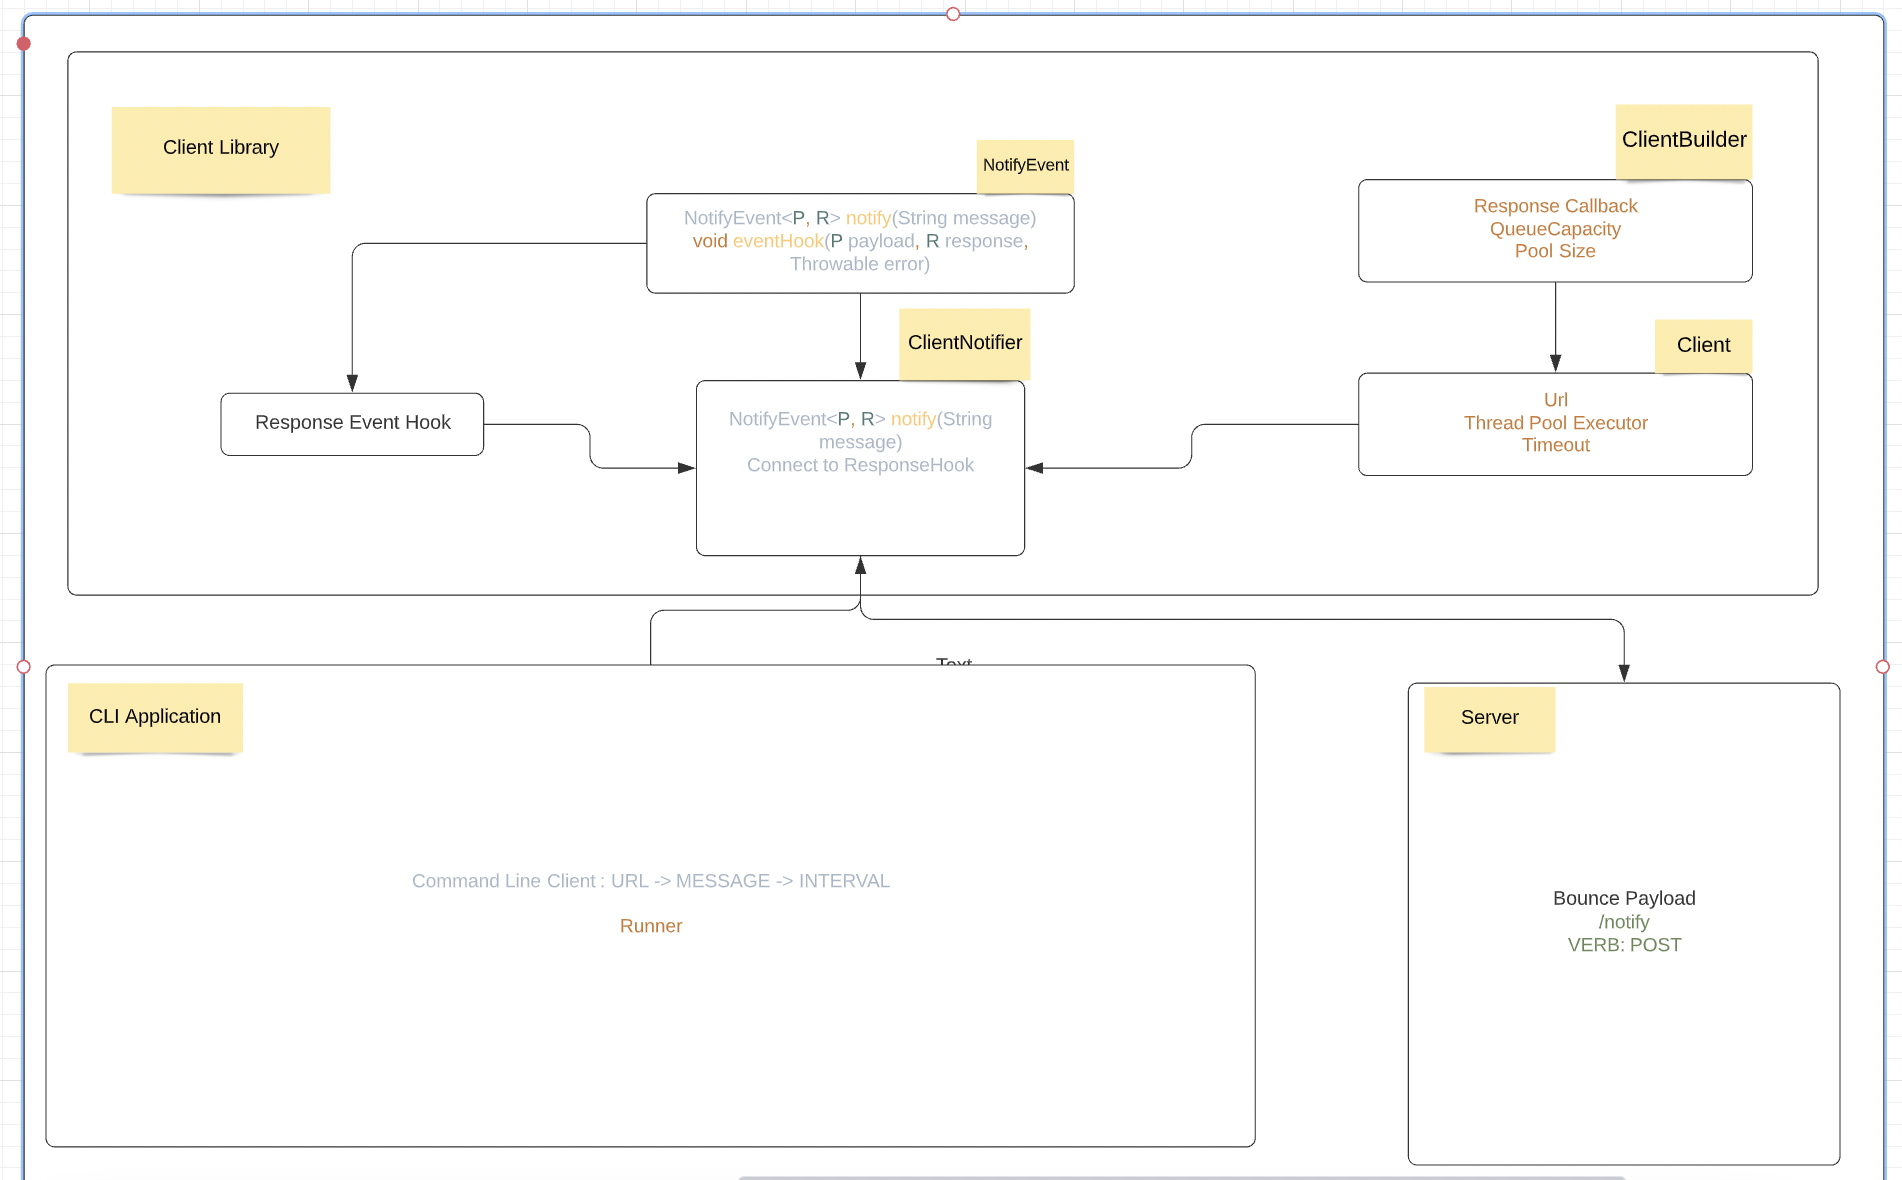 Client Library
NotifyEvent
NotifyEvent<P, R> notify(String message)
void eventHook(P payload, R response,
Throwable error)
ClientBuilder
Response Callback
QueueCapacity
Pool Size
ClientNotifier
Client
Response Event Hook
NotifyEvent<P, R> notify(String
message)
Connect to ResponseHook
Url
Thread Pool Executor
Timeout
Text
CLI Application
Command Line Client : URL -> MESSAGE -> INTERVAL
Runner
Server
Bounce Payload
/notify
VERB: POST